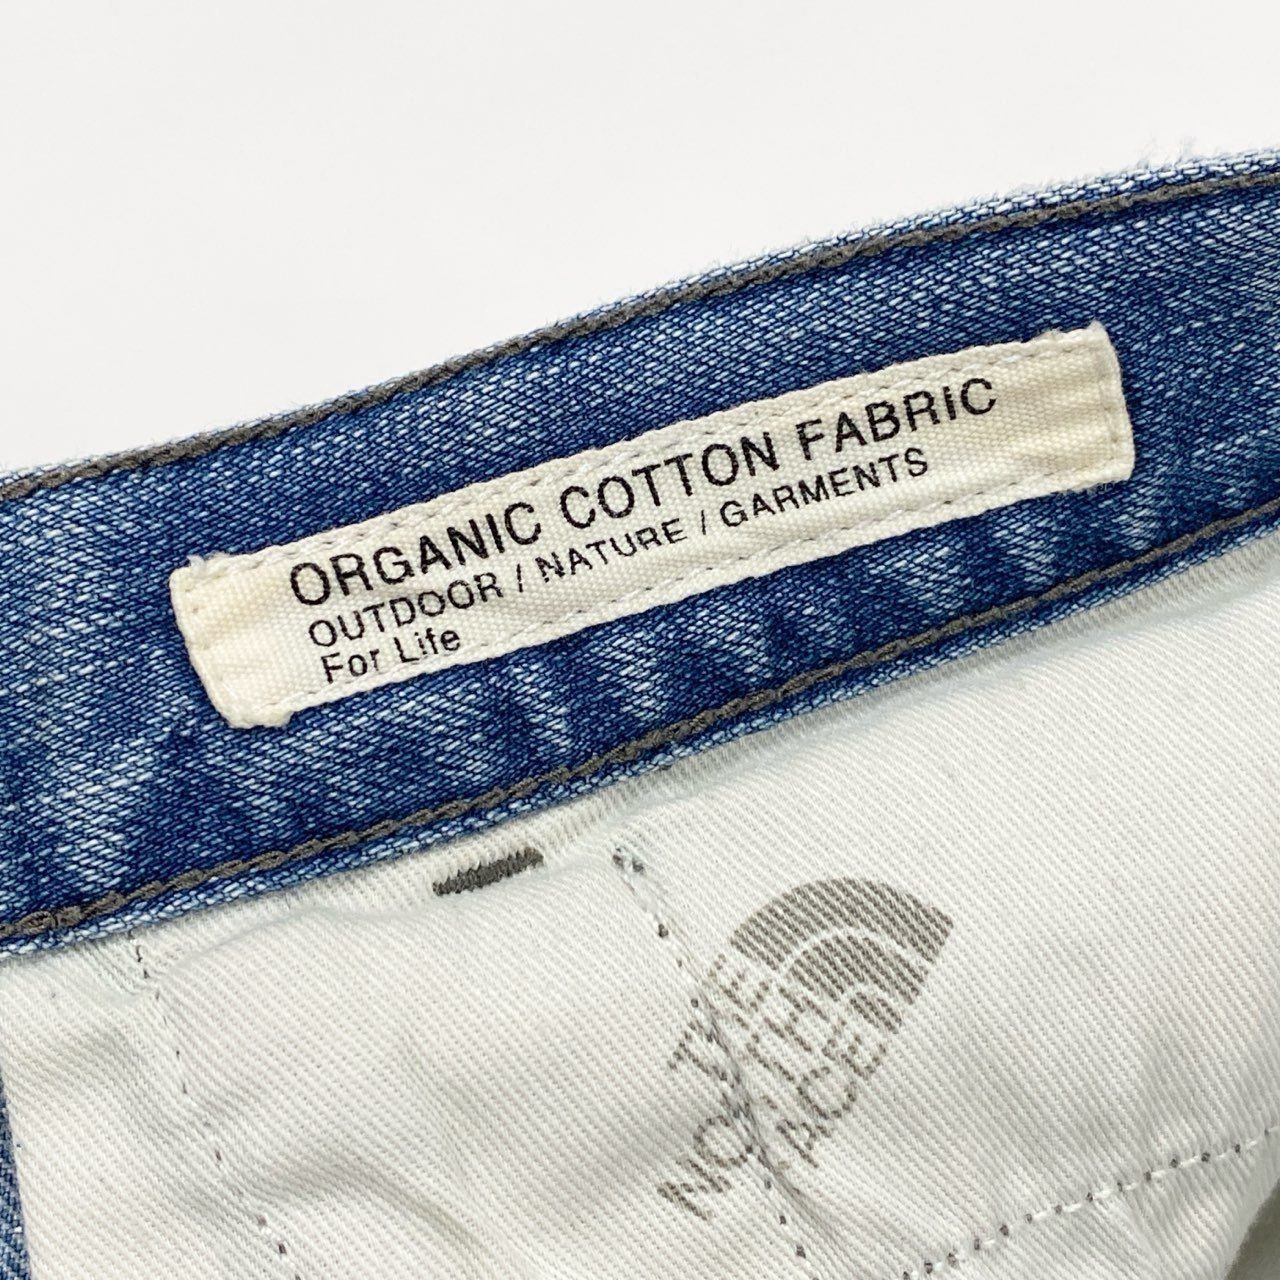 ORGANIC COTTON FABRIC
OUTDOOR / NATURE / GARMENTS
For Life
THE
NORTH
FACE